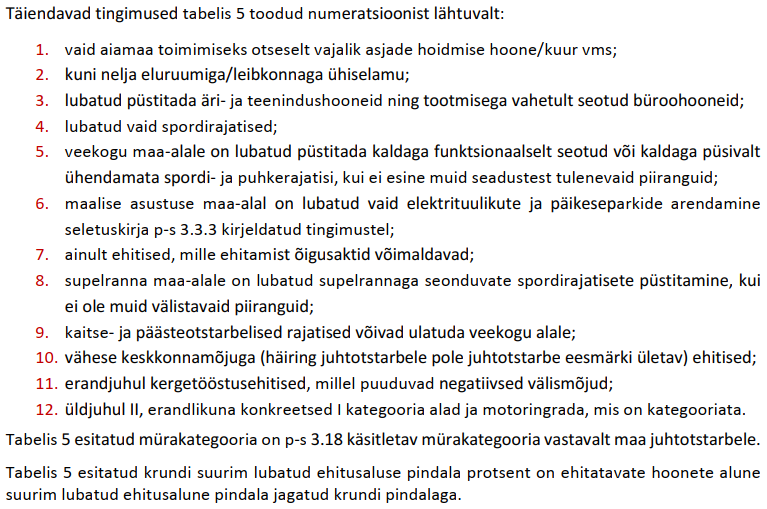 Täiendavad tingimused tabelis 5 toodud numeratsioonist lähtuvalt:
1. vaid aiamaa toimimiseks otseselt vajalik asjade hoidmise hoone/kuur vms;
2. kuni nelja eluruumiga/leibkonnaga ühiselamu;
3. lubatud püstitada äri- ja teenindushooneid ning tootmisega vahetult seotud bürоohooneid;
4. lubatud vaid spordirajatised;
5. veekogu maa-alale on lubatud püstitada kaldaga funktsionaalselt seotud või kaldaga püsivalt
ühendamata spordi- ja puhkerajatisi, kui ei esine muid seadustest tulenevaid piiranguid;
6. maalise asustuse maa-alal on lubatud vaid elektrituulikute ja päikeseparkide arendamine
seletuskirja p-s 3.3.3 kirjeldatud tingimustel;
7. ainult ehitised, mille ehitamist õigusaktid võimaldavad;
8. supelranna maa-alale on lubatud supelrannaga seonduvate spordirajatisete püstitamine, kui
ei ole muid välistavaid piiranguid;
9. kaitse- ja päästeotstarbelised rajatised võivad ulatuda veekogu alale;
10. vähese keskkonnamõjuga (häiring juhtotstarbele pole juhtotstarbe eesmärki ületav) ehitised;
11. erandjuhul kergetööstusehitised, millel puuduvad negatiivsed välismõjud;
12. üldjuhul II, erandlikuna konkreetsed I kategooria alad ja motoringrada, mis on kategooriata.
Tabelis 5 esitatud mürakategooria on p-s 3.18 käsitletav mürakategooria vastavalt maa juhtotstarbele.
Tabelis 5 esitatud krundi suurim lubatud ehitusaluse pindala protsent on ehitatavate hoonete alune
suurim lubatud ehitusalune pindala jagatud krundi pindalaga.